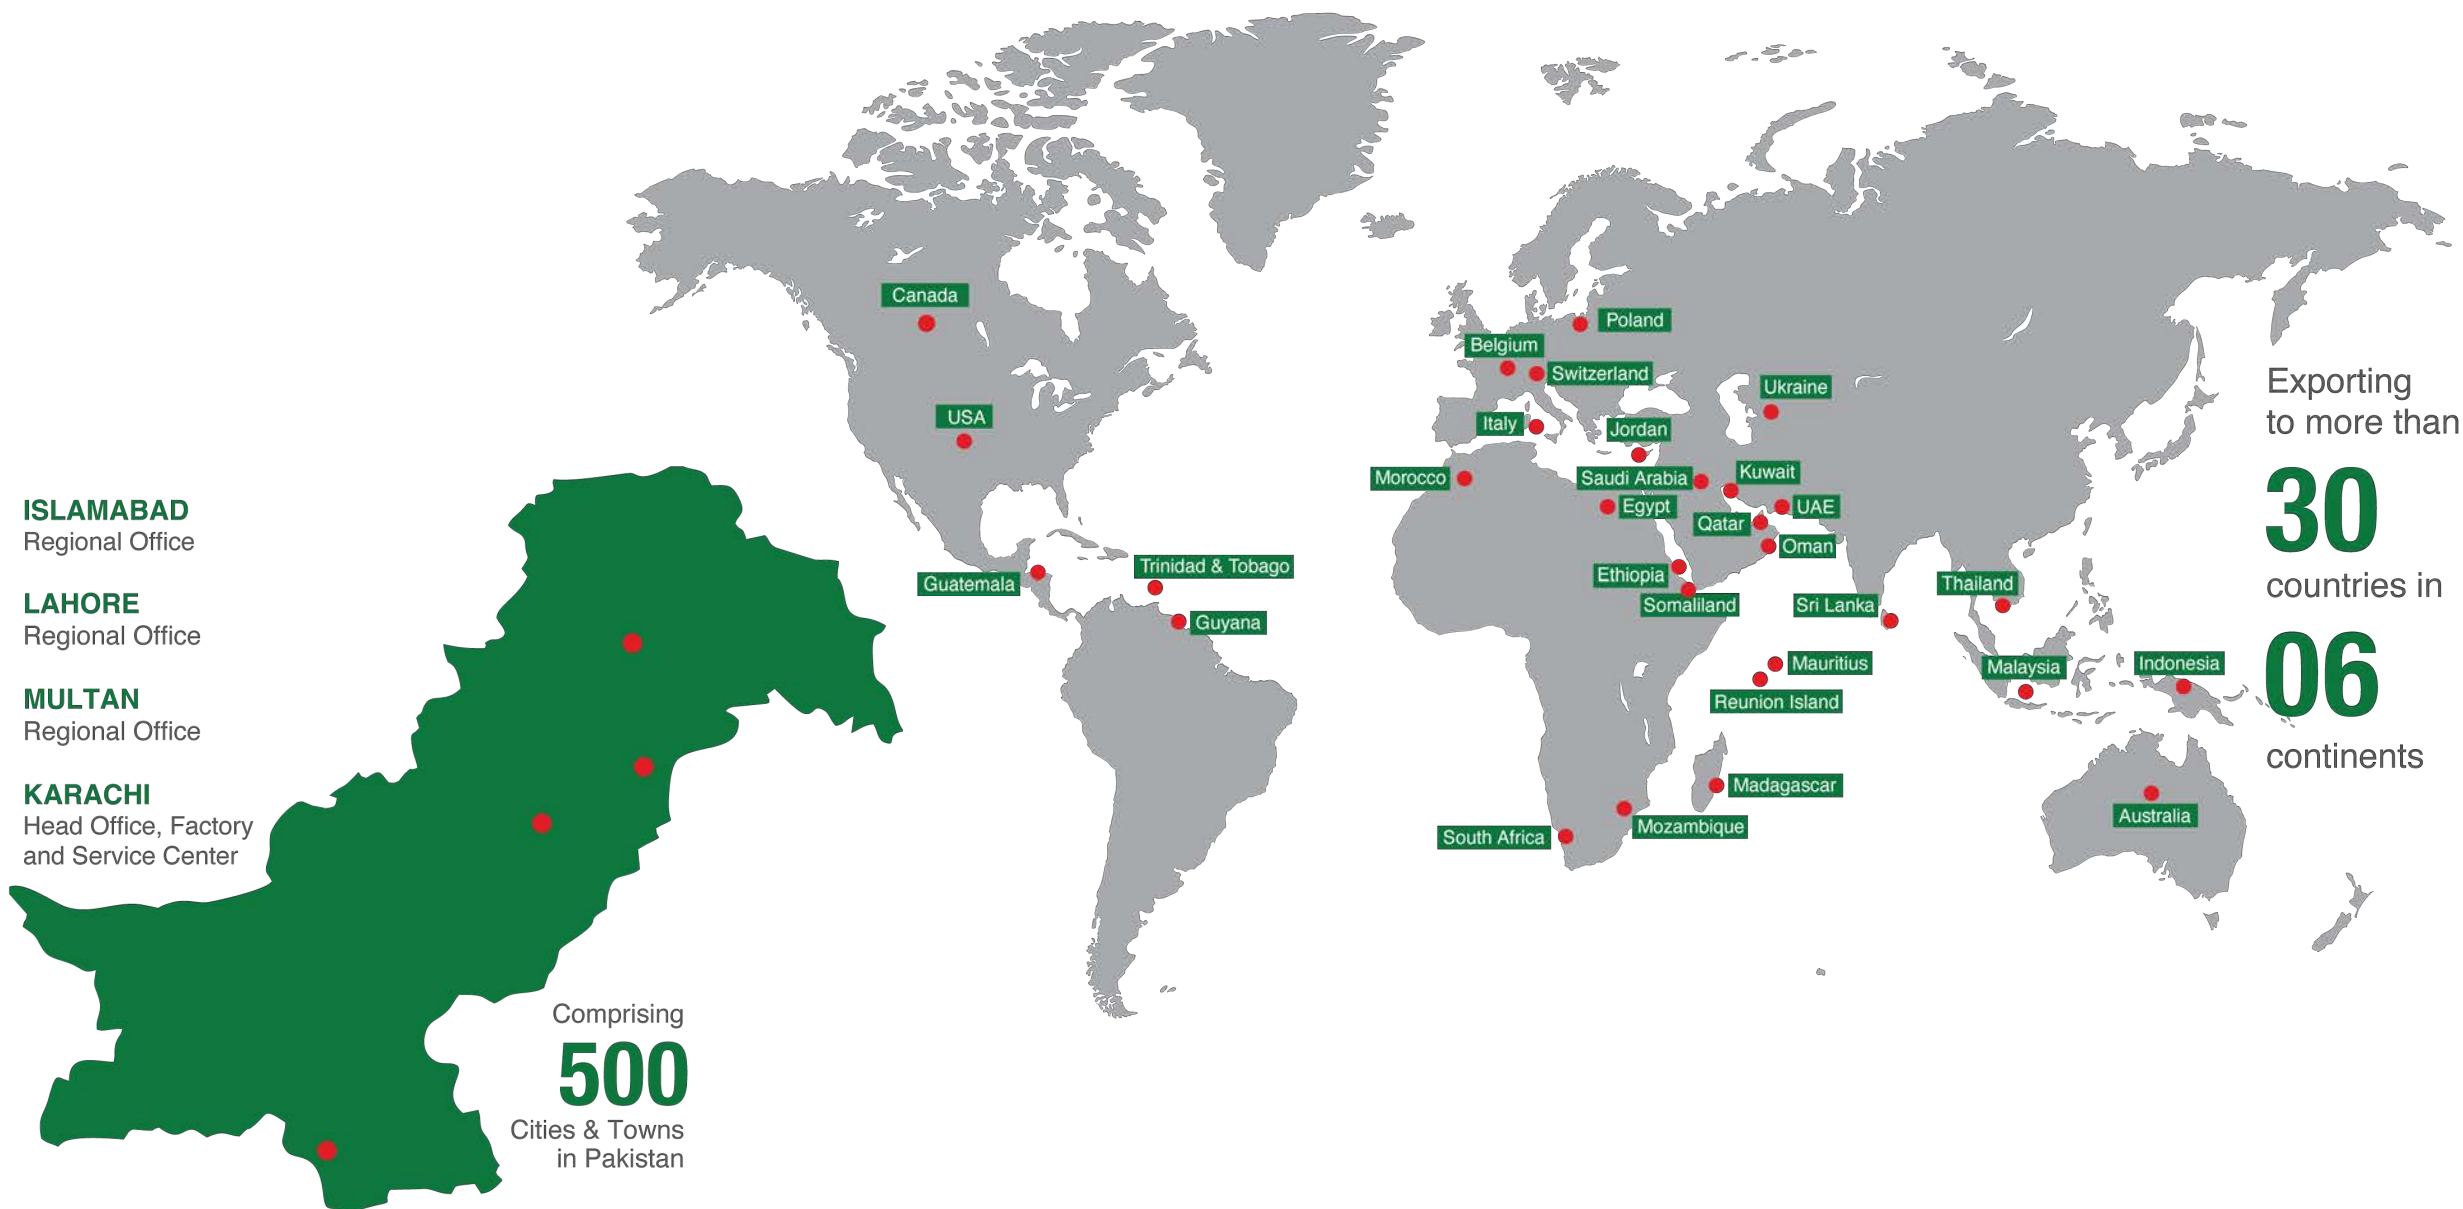 ISLAMABAD
Regional Office
LAHORE
Regional Office
MULTAN
Regional Office
KARACHI
Head Office, Factory
and Service Center
Comprising
500
Cities & Towns
in Pakistan
Canada
USA
Guatemala
Trinidad & Tobago
Guyana
Poland
Belgium
Switzerland
Ukraine
Italy
Jordan
Morocco
Saudi Arabia
Kuwait
Egypt
UAE
Qatar
Oman
Ethiopia
Somaliland
Sri Lanka
Thailand
Mauritius
Reunion Island
Malaysia
Indonesia
Madagascar
Mozambique
South Africa
Australia
Exporting
to more than
30
countries in
06
continents